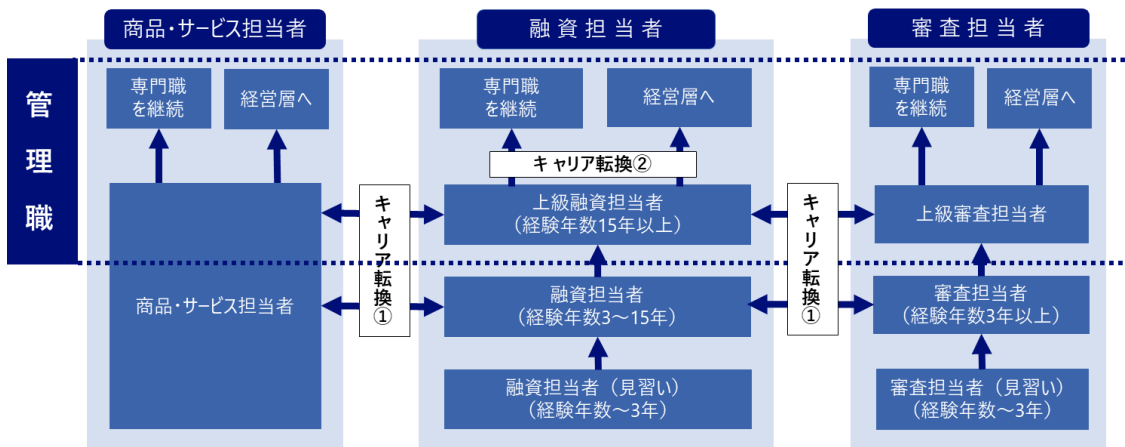 商品・サービス担当者
融資担当者
審査担当者
管理職
専門職
を継続
経営層へ
専門職
を継続
経営層へ
専門職
を継続
経営層へ
キャリア転換②
キャリア転換①
キャリア転換①
上級融資担当者
(経験年数15年以上)
上級審査担当者
商品・サービス担当者
融資担当者
(経験年数3～15年)
審査担当者
(経験年数3年以上)
融資担当者(見習い)
(経験年数～3年)
審査担当者(見習い)
(経験年数～3年)